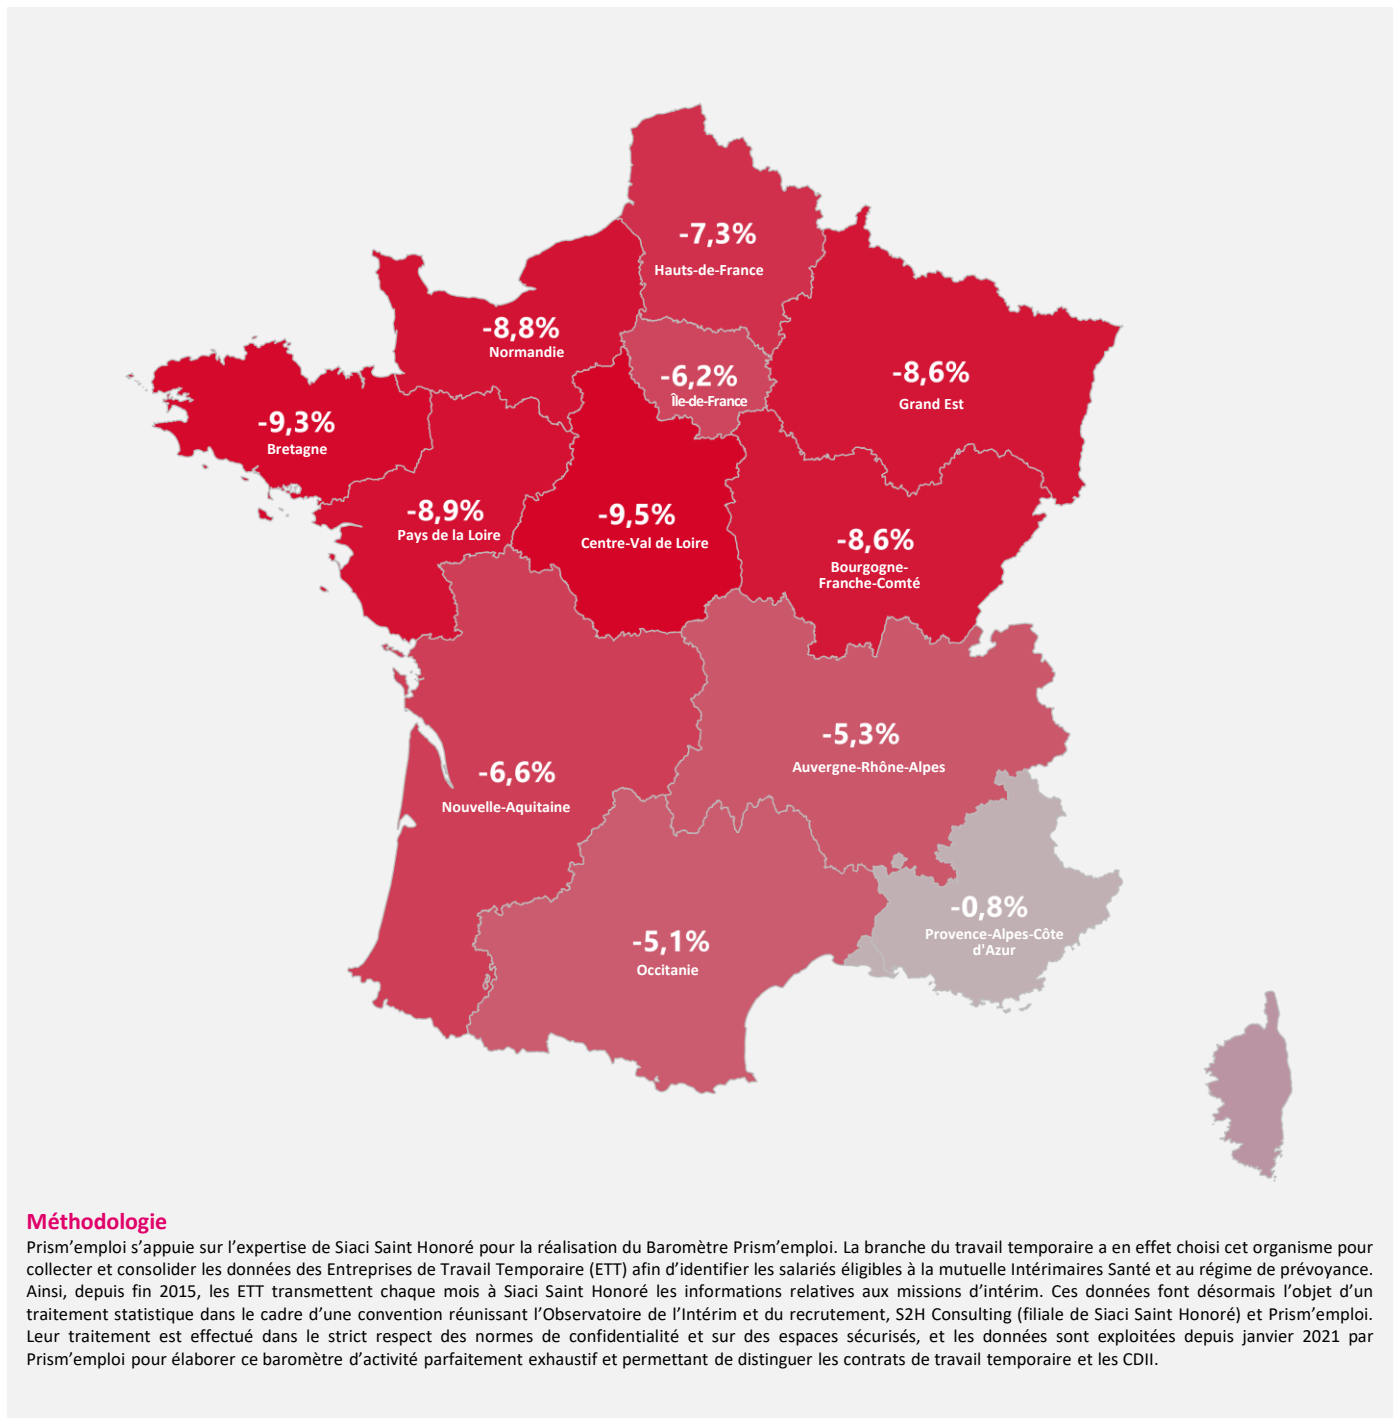 -7,3%
Hauts-de-France
-8,8%
Normandie
-6,2%
Île-de-France
-8,6%
Grand Est
-9,3%
Bretagne
-8,9%
Pays de la Loire
-9,5%
Centre-Val de Loire
-8,6%
Bourgogne-
Franche-Comté
-5,3%
Auvergne-Rhône-Alpes
-6,6%
Nouvelle-Aquitaine
-0,8%
Provence-Alpes-Côte
d'Azur
-5,1%
Occitanie
Méthodologie
Prism’emploi s’appuie sur l’expertise de Siaci Saint Honoré pour la réalisation du Baromètre Prism’emploi. La branche du travail temporaire a en effet choisi cet organisme pour
collecter et consolider les données des Entreprises de Travail Temporaire (ETT) afin d’identifier les salariés éligibles à la mutuelle Intérimaires Santé et au régime de prévoyance.
Ainsi, depuis fin 2015, les ETT transmettent chaque mois à Siaci Saint Honoré les informations relatives aux missions d’intérim. Ces données font désormais l’objet d’un
traitement statistique dans le cadre d’une convention réunissant l’Observatoire de l’Intérim et du recrutement, S2H Consulting (filiale de Siaci Saint Honoré) et Prism’emploi.
Leur traitement est effectué dans le strict respect des normes de confidentialité et sur des espaces sécurisés, et les données sont exploitées depuis janvier 2021 par
Prism’emploi pour élaborer ce baromètre d’activité parfaitement exhaustif et permettant de distinguer les contrats de travail temporaire et les CDII.